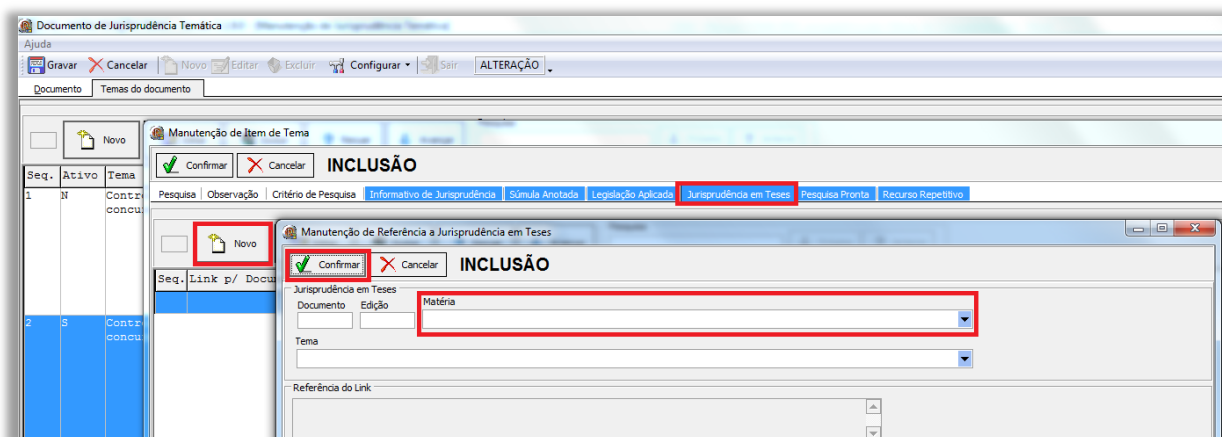 Documento de Jurisprudência Temática
Ajuda
Gravar Cancelar Novo Editar Excluir Configurar Sair ALTERAÇÃO
Documento Temas do documento
Novo
Manutenção de Item de Tema
Confirmar Cancelar INCLUSÃO
Seq. Ativo Tema
Pesquisa Observação Critério de Pesquisa Informativo de Jurisprudência Súmula Anotada Legislação Aplicada Jurisprudência em Teses Pesquisa Pronta Recurso Repetitivo
1 N Contr
concu
Novo
Manutenção de Referência a Jurisprudência em Teses
Confirmar Cancelar INCLUSÃO
Seq. Link p/ Docu
Jurisprudência em Teses
Documento Edição Matéria
2 S Contr
concu
Tema
Referência do Link